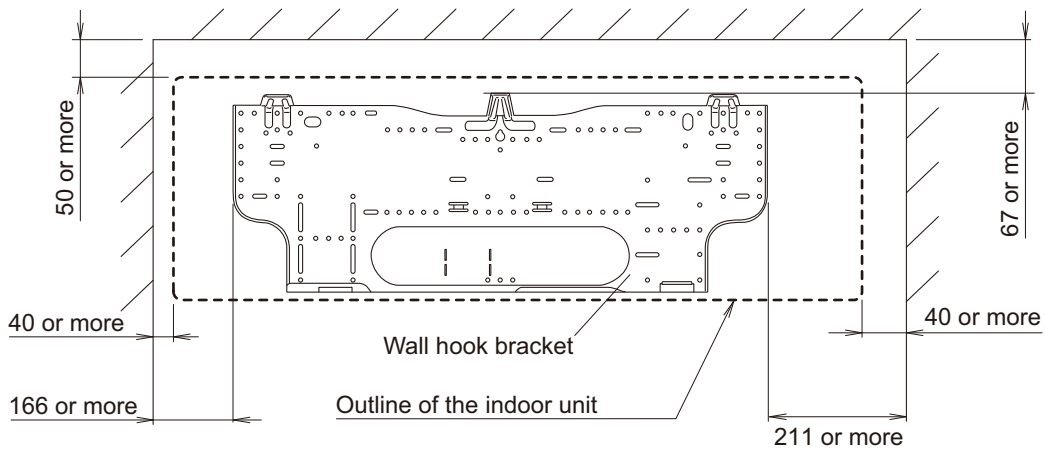 50 or more
67 or more
40 or more
40 or more
Wall hook bracket
166 or more
Outline of the indoor unit
211 or more